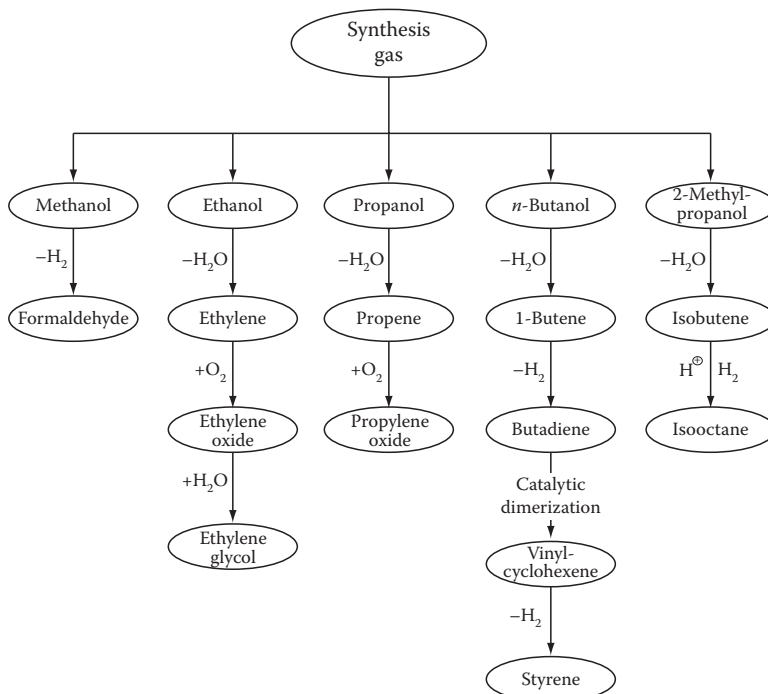 Synthesis
gas
Methanol
Ethanol
Propanol
n-Butanol
2-Methyl-
propanol
–H₂
–H₂O
–H₂O
–H₂O
–H₂O
Formaldehyde
Ethylene
Propene
1-Butene
Isobutene
+O₂
+O₂
–H₂
H⊕
H₂
Ethylene
oxide
Propylene
oxide
Butadiene
Isooctane
+H₂O
Catalytic
dimerization
Ethylene
glycol
Vinyl-
cyclohexene
–H₂
Styrene